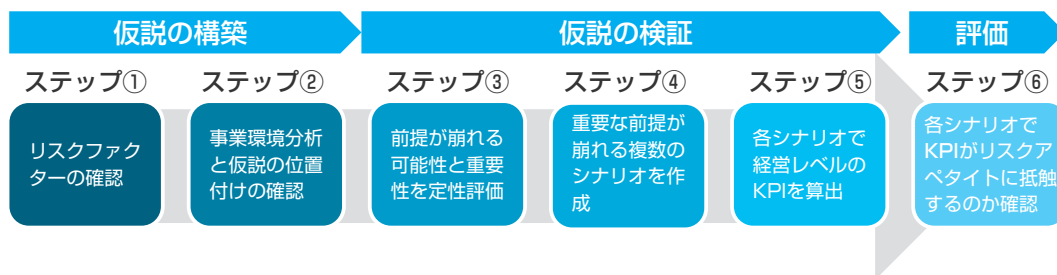 仮説の構築
仮説の検証
評価
ステップ①
ステップ②
ステップ③
ステップ④
ステップ⑤
ステップ⑥
リスクファク
ターの確認
事業環境分析
と仮説の位置
付けの確認
前提が崩れる
可能性と重要
性を定性評価
重要な前提が
崩れる複数の
シナリオを作
成
各シナリオで
経営レベルの
KPIを算出
各シナリオで
KPIがリスクア
ペタイトに抵触
するのか確認